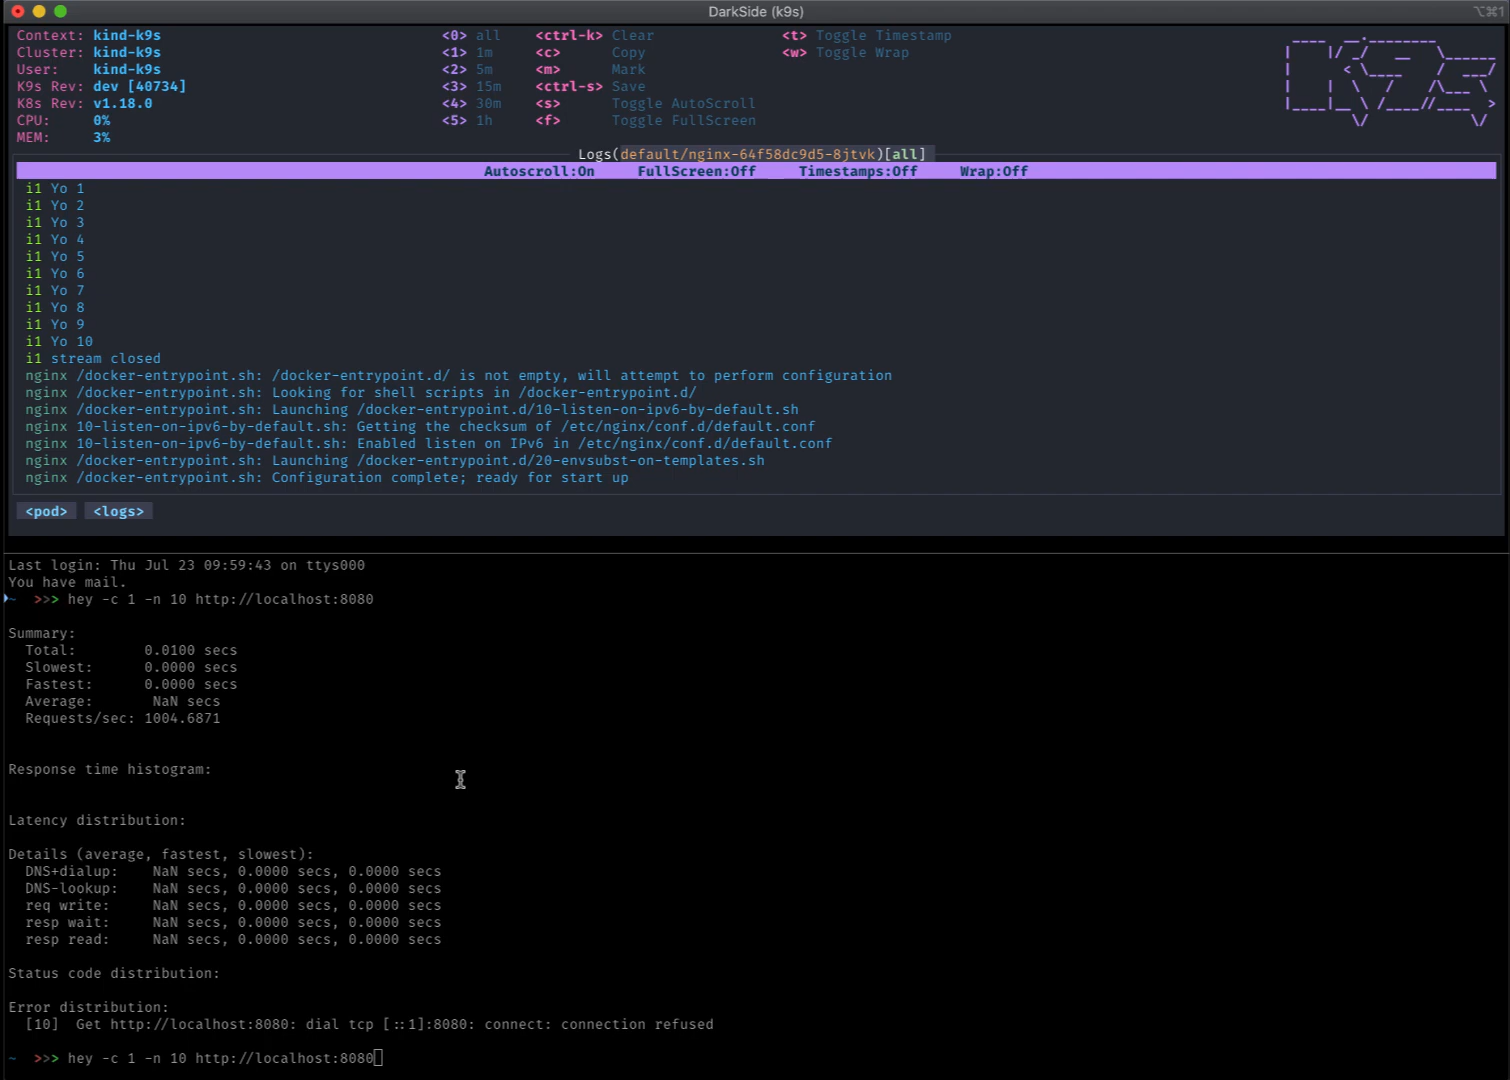 DarkSide (k9s)
⌥⌘1
Context: kind-k9s <0> all <ctrl-k> Clear <t> Toggle Timestamp
Cluster: kind-k9s <1> 1m <c> Copy <w> Toggle Wrap
User: kind-k9s <2> 5m <m> Mark
K9s Rev: dev [40734] <3> 15m <ctrl-s> Save
K8s Rev: v1.18.0 <4> 30m <s> Toggle AutoScroll
CPU: 0% <5> 1h <f> Toggle FullScreen
MEM: 3%
Logs(default/nginx-64f58dc9d5-8jtvk)[all]
Autoscroll:On FullScreen:Off Timestamps:Off Wrap:Off
i1 Yo 1
i1 Yo 2
i1 Yo 3
i1 Yo 4
i1 Yo 5
i1 Yo 6
i1 Yo 7
i1 Yo 8
i1 Yo 9
i1 Yo 10
i1 stream closed
nginx /docker-entrypoint.sh: /docker-entrypoint.d/ is not empty, will attempt to perform configuration
nginx /docker-entrypoint.sh: Looking for shell scripts in /docker-entrypoint.d/
nginx /docker-entrypoint.sh: Launching /docker-entrypoint.d/10-listen-on-ipv6-by-default.sh
nginx 10-listen-on-ipv6-by-default.sh: Getting the checksum of /etc/nginx/conf.d/default.conf
nginx 10-listen-on-ipv6-by-default.sh: Enabled listen on IPv6 in /etc/nginx/conf.d/default.conf
nginx /docker-entrypoint.sh: Launching /docker-entrypoint.d/20-envsubst-on-templates.sh
nginx /docker-entrypoint.sh: Configuration complete; ready for start up
<pod> <logs>
Last login: Thu Jul 23 09:59:43 on ttys000
You have mail.
~ >>> hey -c 1 -n 10 http://localhost:8080
Summary:
Total: 0.0100 secs
Slowest: 0.0000 secs
Fastest: 0.0000 secs
Average: NaN secs
Requests/sec: 1004.6871
Response time histogram:
Latency distribution:
Details (average, fastest, slowest):
DNS+dialup: NaN secs, 0.0000 secs, 0.0000 secs
DNS-lookup: NaN secs, 0.0000 secs, 0.0000 secs
req write: NaN secs, 0.0000 secs, 0.0000 secs
resp wait: NaN secs, 0.0000 secs, 0.0000 secs
resp read: NaN secs, 0.0000 secs, 0.0000 secs
Status code distribution:
Error distribution:
[10] Get http://localhost:8080: dial tcp [::1]:8080: connect: connection refused
~ >>> hey -c 1 -n 10 http://localhost:8080